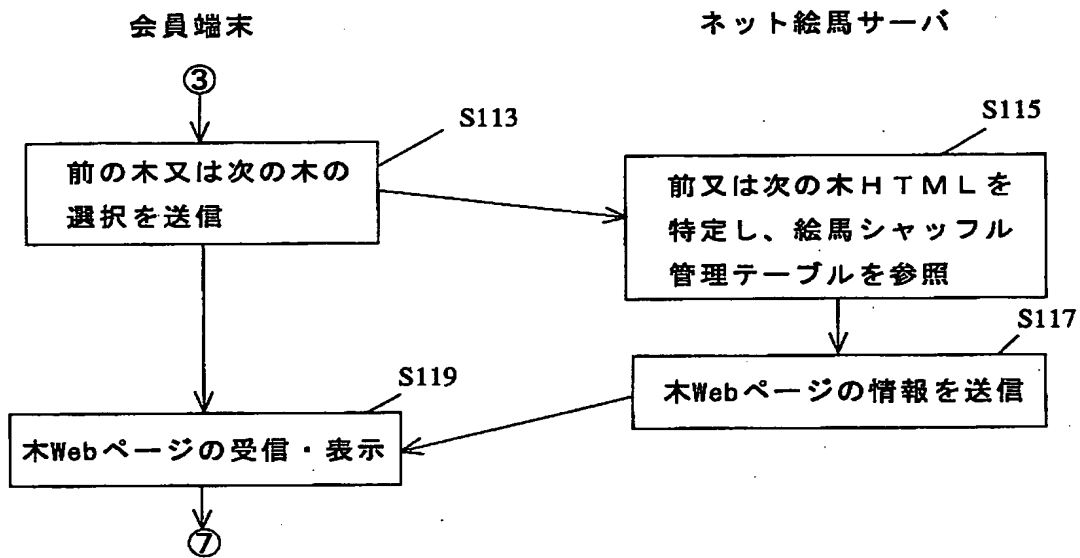 会員端末
ネット絵馬サーバ
③
S113
前の木又は次の木の
選択を送信
S115
前又は次の木HTMLを
特定し、絵馬シャッフル
管理テーブルを参照
S117
木Webページの情報を送信
S119
木Webページの受信・表示
⑦